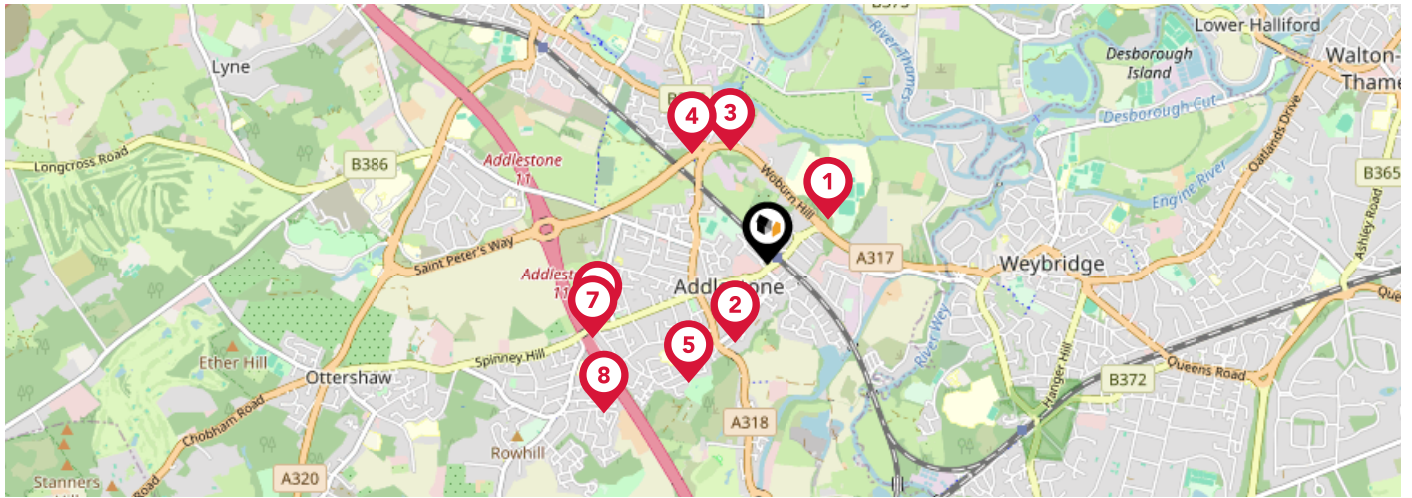 B375
Lower Halliford
Lyne
River Thames
Desborough
Island
Walton-
Thame
Desborough Cut
4
3
Longcross Road
B386
Addlestone
11
Woburn Hill
1
Oatlands Drive
Engine River
B365
Ashley Road
Saint Peter's Way
A317
Weybridge
Addlestone
Addlest
11
7
2
River Wey
Que
Ether Hill
Spinney Hill
5
Ottershaw
8
Queens Road
B372
Hanger Hill
Chobham Road
A318
Rowhill
A320
Stanners
Road